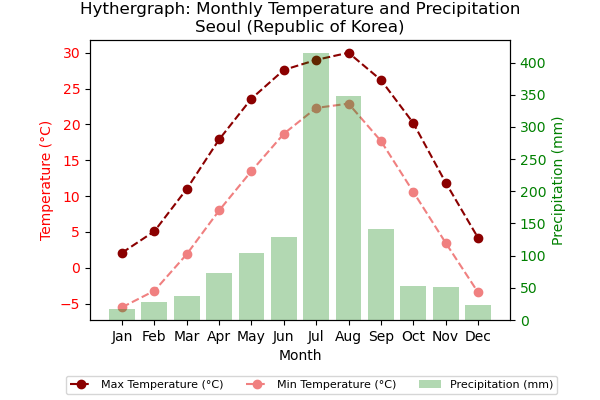 Hythergraph: Monthly Temperature and Precipitation
Seoul (Republic of Korea)
Temperature (°C)
30
25
20
15
10
5
0
−5
400
350
300
250
200
150
100
50
0
Precipitation (mm)
Jan Feb Mar Apr May Jun Jul Aug Sep Oct Nov Dec
Month
Max Temperature (°C) Min Temperature (°C) Precipitation (mm)